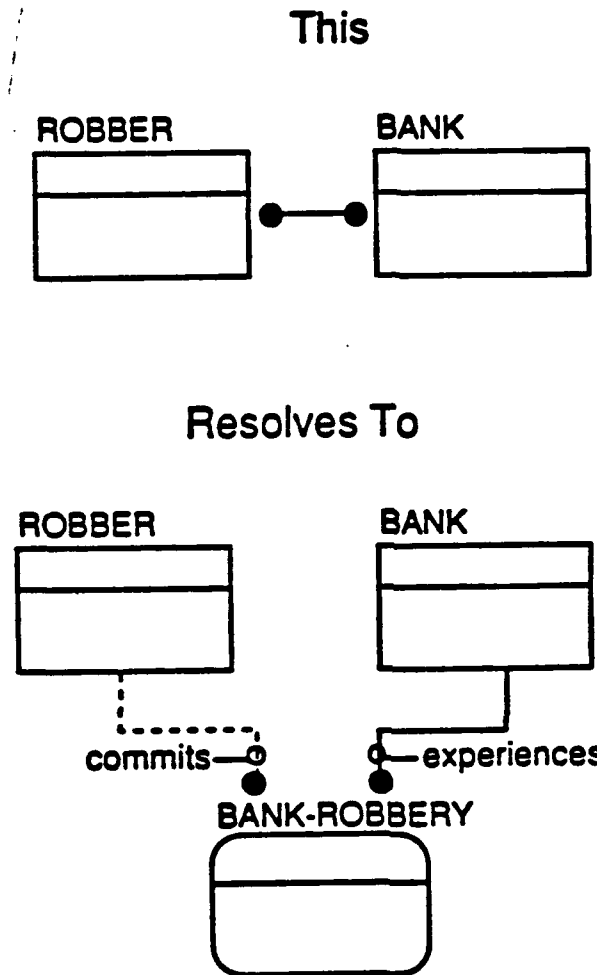 This
ROBBER BANK
Resolves To
ROBBER BANK
commits experiences
BANK-ROBBERY